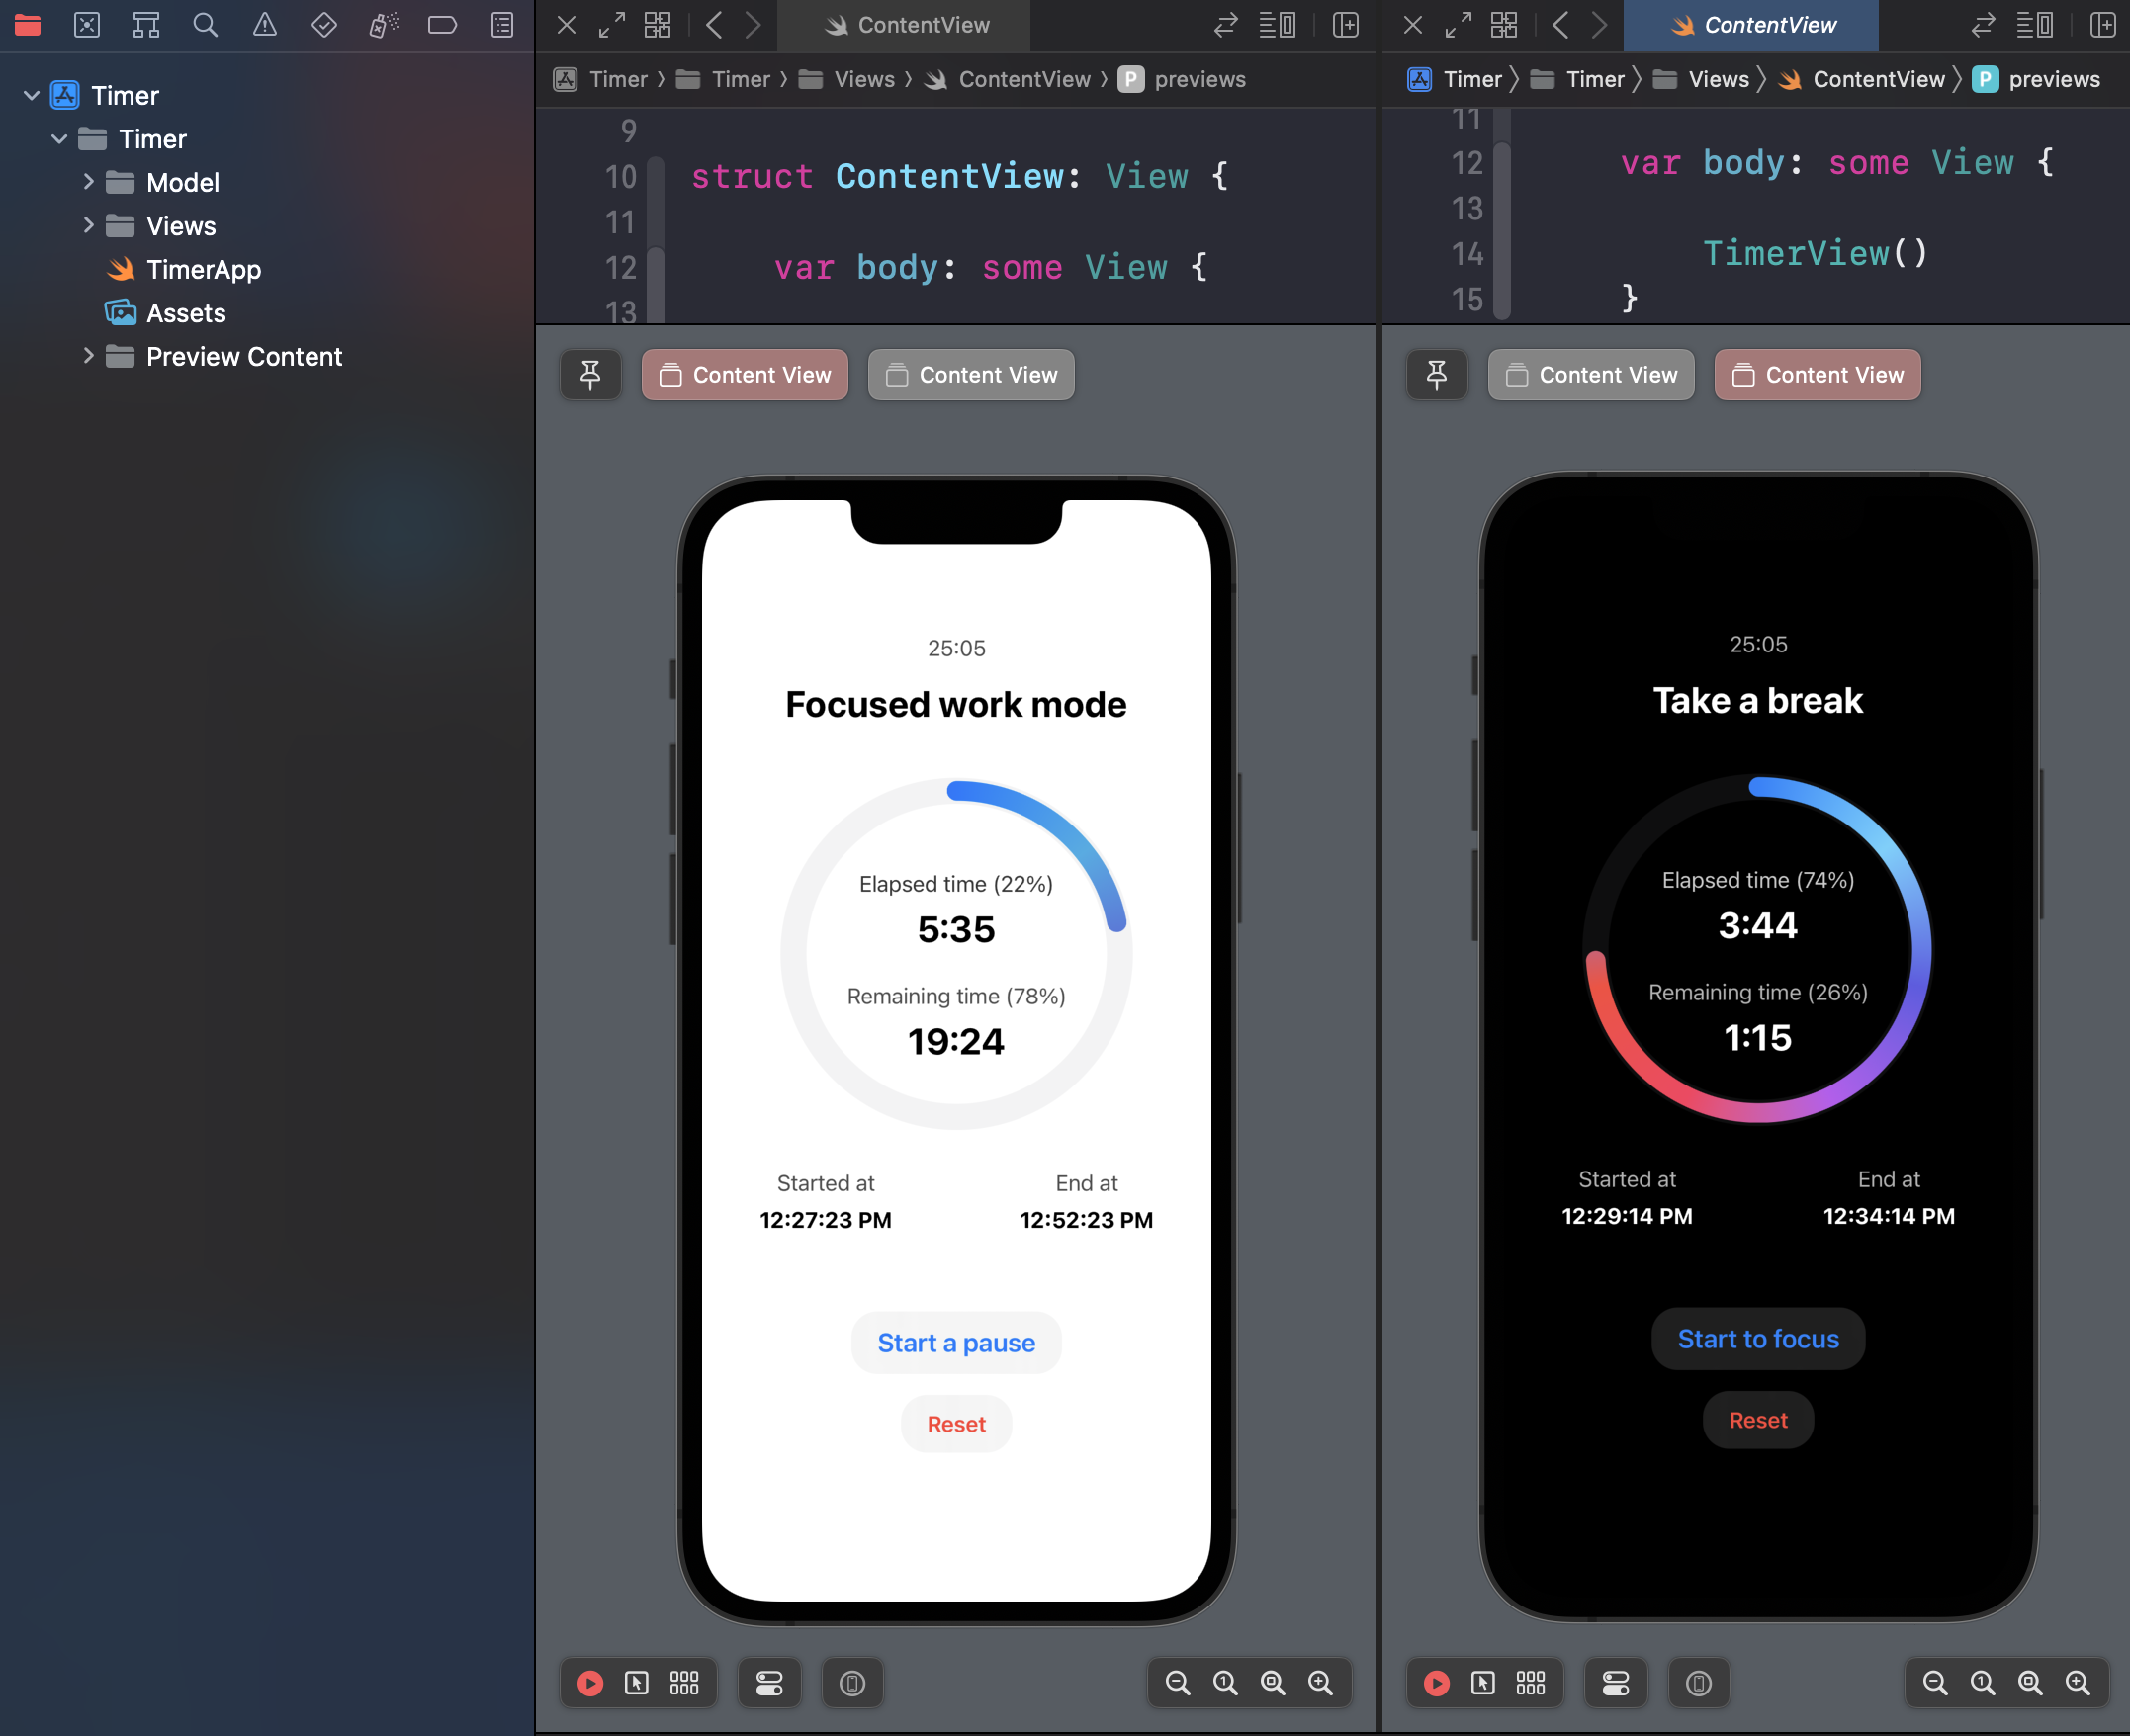 Timer
Timer
Model
Views
TimerApp
Assets
Preview Content
ContentView
Timer Timer Views ContentView P previews
9
10 struct ContentView: View {
11
12 var body: some View {
13
Content View Content View
25:05
Focused work mode
Elapsed time (22%)
5:35
Remaining time (78%)
19:24
Started at End at
12:27:23 PM 12:52:23 PM
Start a pause
Reset
1
ContentView
Timer Timer Views ContentView P previews
11
12 var body: some View {
13
14 TimerView()
15 }
Content View Content View
25:05
Take a break
Elapsed time (74%)
3:44
Remaining time (26%)
1:15
Started at End at
12:29:14 PM 12:34:14 PM
Start to focus
Reset
1